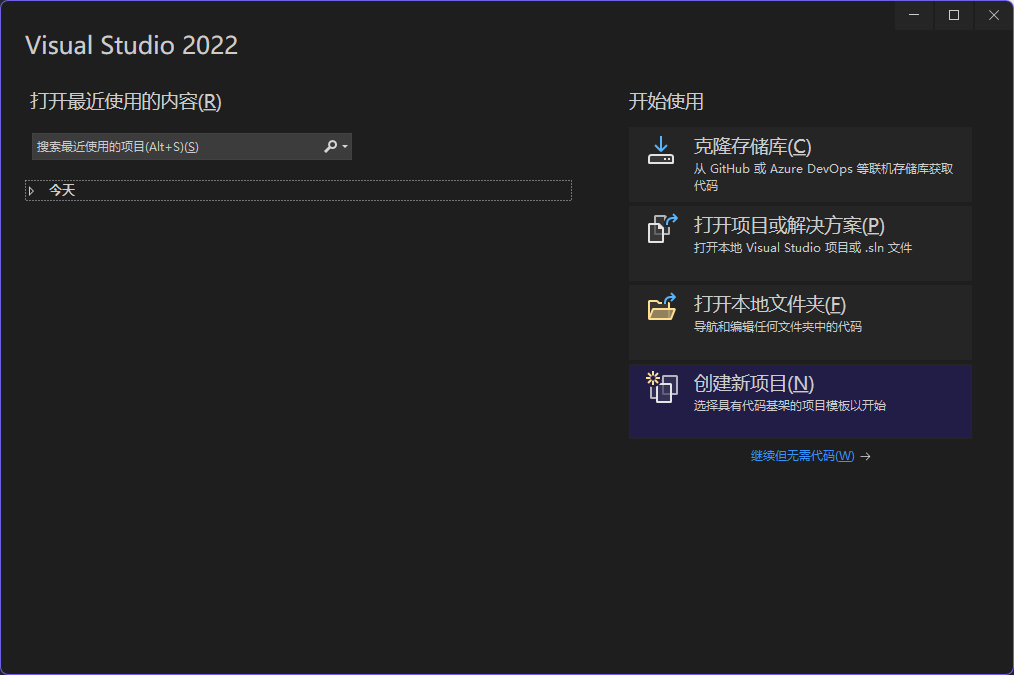 Visual Studio 2022
打开最近使用的内容(R)
搜索最近使用的项目(Alt+S)(S)
今天
开始使用
克隆存储库(C)
从 GitHub 或 Azure DevOps 等联机存储库获取
代码
打开项目或解决方案(P)
打开本地 Visual Studio 项目或 .sln 文件
打开本地文件夹(F)
导航和编辑任何文件夹中的代码
创建新项目(N)
选择具有代码基架的项目模板以开始
继续但无需代码(W) →